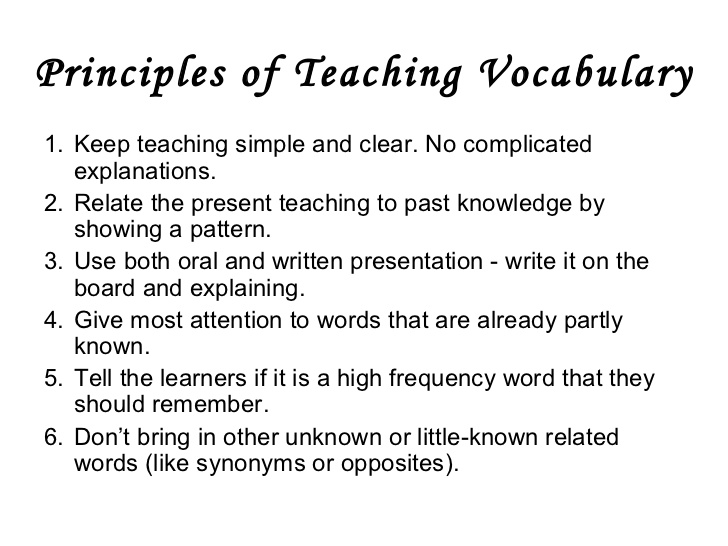 Principles of Teaching Vocabulary
1. Keep teaching simple and clear. No complicated
explanations.
2. Relate the present teaching to past knowledge by
showing a pattern.
3. Use both oral and written presentation - write it on the
board and explaining.
4. Give most attention to words that are already partly
known.
5. Tell the learners if it is a high frequency word that they
should remember.
6. Don’t bring in other unknown or little-known related
words (like synonyms or opposites).